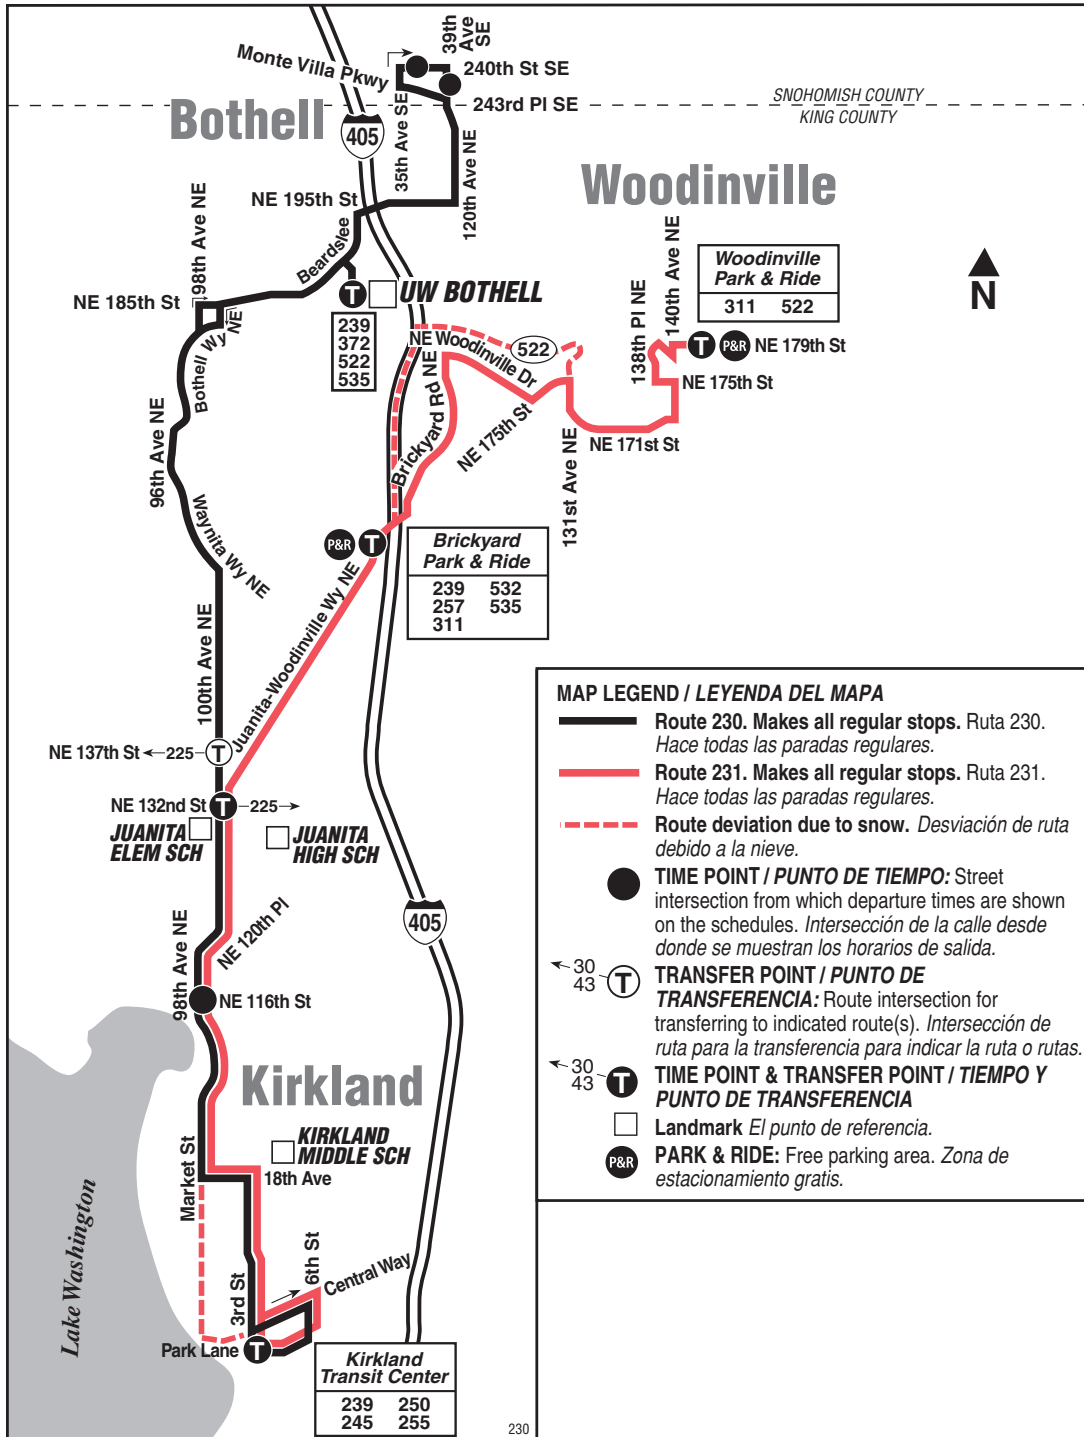 39th
Ave
SE
Monte Villa Pkwy
240th St SE
243rd Pl SE
SNOHOMISH COUNTY
KING COUNTY
Bothell
405
35th Ave SE
120th Ave NE
Woodinville
NE 195th St
98th Ave NE
Beardslee
NE 185th St
Bothell Wy NE
T
UW BOTHELL
239
372
522
535
Woodinville
Park & Ride
311 522
N
138th Pl NE
140th Ave NE
T P&R NE 179th St
NE 175th St
NE Woodinville Dr
522
Brickyard Rd NE
NE 175th St
131st Ave NE
NE 171st St
96th Ave NE
Waynita Wy NE
P&R T
Brickyard
Park & Ride
239 532
257 535
311
100th Ave NE
Juanita-Woodinville Wy NE
NE 137th St 225 T
NE 132nd St T 225
JUANITA
ELEM SCH
JUANITA
HIGH SCH
405
98th Ave NE
NE 120th Pl
NE 116th St
Kirkland
KIRKLAND
MIDDLE SCH
Market St
18th Ave
Lake Washington
3rd St
6th St
Central Way
Park Lane T
Kirkland
Transit Center
239 250
245 255
230
MAP LEGEND / LEYENDA DEL MAPA
Route 230. Makes all regular stops. Ruta 230.
Hace todas las paradas regulares.
Route 231. Makes all regular stops. Ruta 231.
Hace todas las paradas regulares.
Route deviation due to snow. Desviación de ruta
debido a la nieve.
TIME POINT / PUNTO DE TIEMPO: Street
intersection from which departure times are shown
on the schedules. Intersección de la calle desde
donde se muestran los horarios de salida.
30
43 T
TRANSFER POINT / PUNTO DE
TRANSFERENCIA: Route intersection for
transferring to indicated route(s). Intersección de
ruta para la transferencia para indicar la ruta o rutas.
30
43 T
TIME POINT & TRANSFER POINT / TIEMPO Y
PUNTO DE TRANSFERENCIA
Landmark El punto de referencia.
P&R PARK & RIDE: Free parking area. Zona de
estacionamiento gratis.